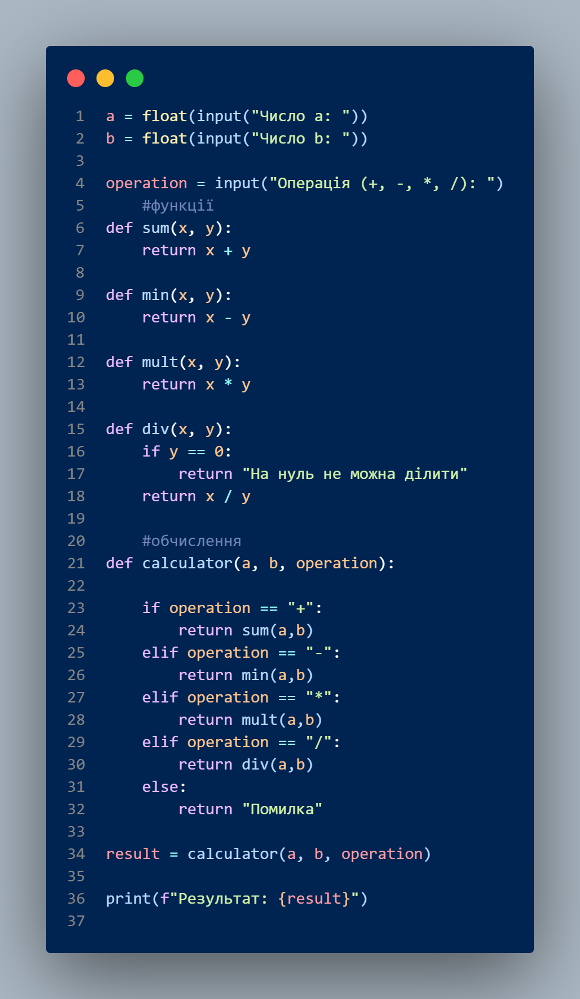 1 a = float(input("Число a: "))
2 b = float(input("Число b: "))
3
4 operation = input("Операція (+, -, *, /): ")
5     #функції
6 def sum(x, y):
7     return x + y
8
9 def min(x, y):
10     return x - y
11
12 def mult(x, y):
13     return x * y
14
15 def div(x, y):
16     if y == 0:
17         return "На нуль не можна ділити"
18     return x / y
19
20     #обчислення
21 def calculator(a, b, operation):
22
23     if operation == "+":
24         return sum(a,b)
25     elif operation == "-":
26         return min(a,b)
27     elif operation == "*":
28         return mult(a,b)
29     elif operation == "/":
30         return div(a,b)
31     else:
32         return "Помилка"
33
34 result = calculator(a, b, operation)
35
36 print(f"Результат: {result}")
37